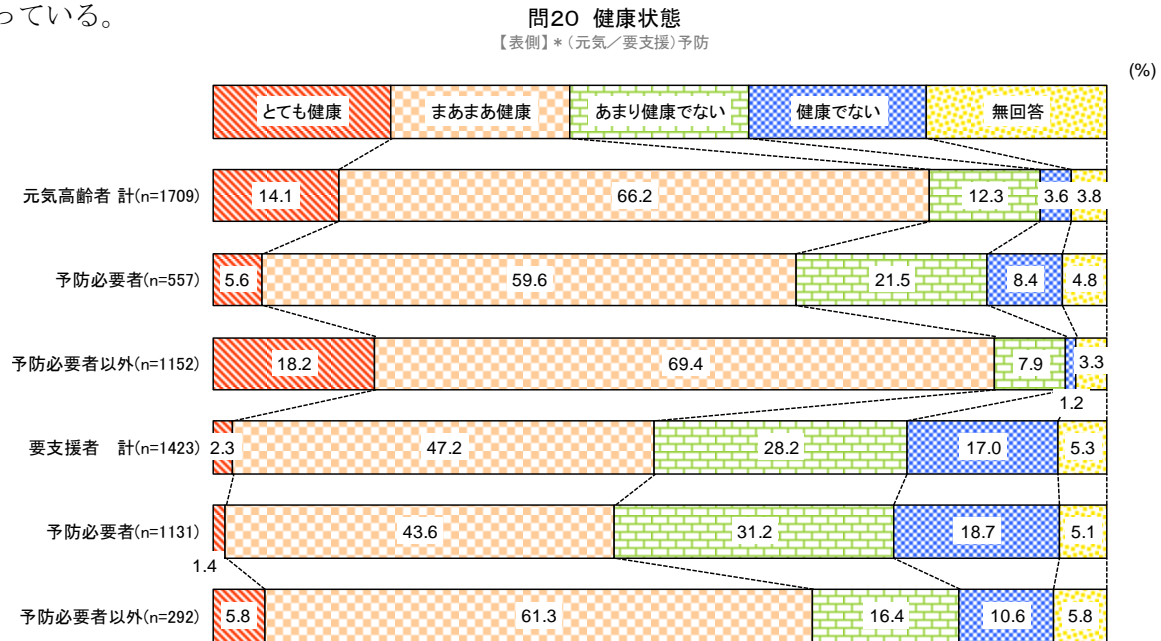 っている。
問20 健康状態
【表側】*(元気／要支援)予防
(%)
とても健康 まあまあ健康 あまり健康でない 健康でない 無回答
元気高齢者 計(n=1709) 14.1 66.2 12.3 3.6 3.8
予防必要者(n=557) 5.6 59.6 21.5 8.4 4.8
予防必要者以外(n=1152) 18.2 69.4 7.9 1.2 3.3
要支援者　計(n=1423) 2.3 47.2 28.2 17.0 5.3
予防必要者(n=1131) 1.4 43.6 31.2 18.7 5.1
予防必要者以外(n=292) 5.8 61.3 16.4 10.6 5.8